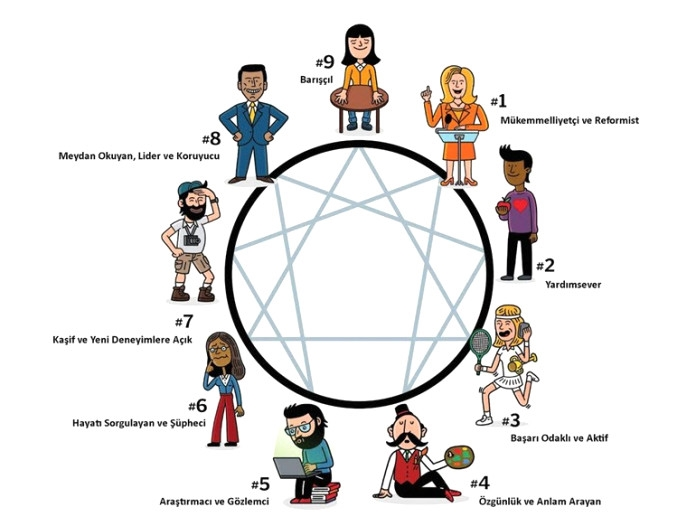 #9
Barışçıl
#1
Mükemmelliyetçi ve Reformist
#8
Meydan Okuyan, Lider ve Koruyucu
#2
Yardımsever
#7
Kaşif ve Yeni Deneyimlere Açık
#6
Hayatı Sorgulayan ve Şüpheci
#3
Başarı Odaklı ve Aktif
#5
Araştırmacı ve Gözlemci
#4
Özgünlük ve Anlam Arayan